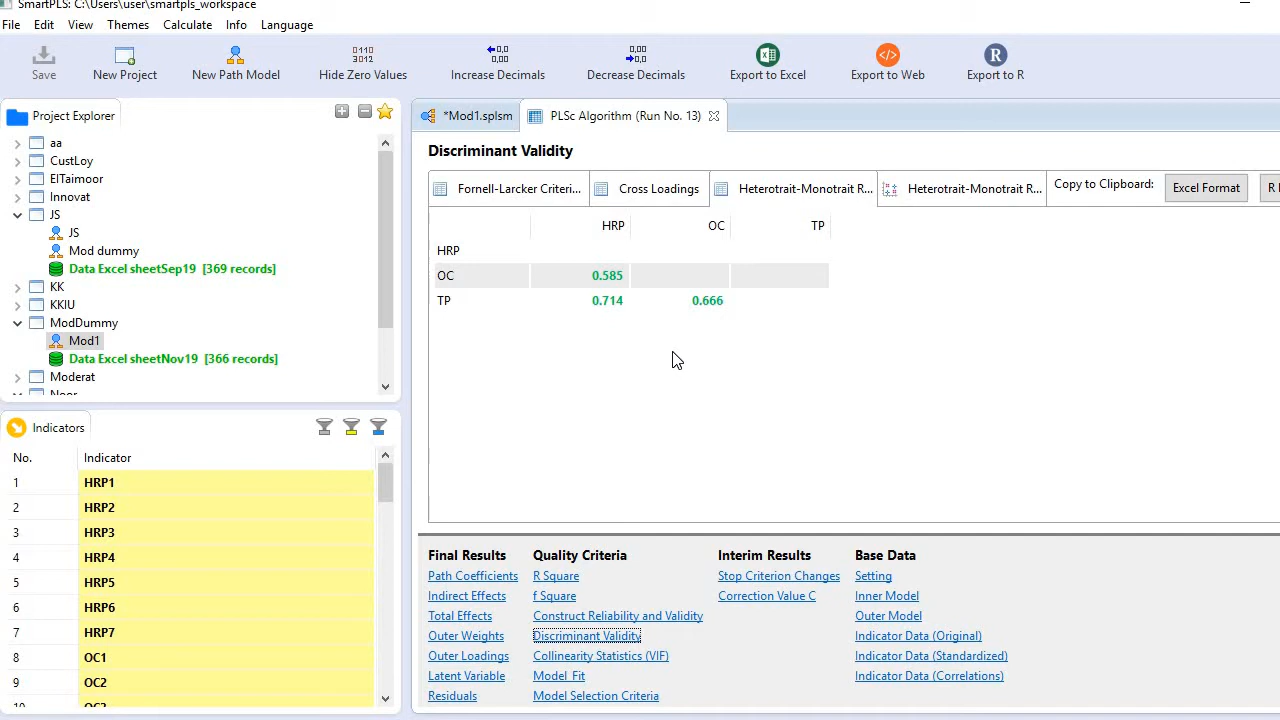 SmartPLS: C:\Users\user\smartpls_workspace
File Edit View Themes Calculate Info Language
Save New Project New Path Model Hide Zero Values Increase Decimals Decrease Decimals Export to Excel Export to Web Export to R
Project Explorer
aa
CustLoy
ElTaimoor
Innovat
JS
JS
Mod dummy
Data Excel sheetSep19 [369 records]
KK
KKIU
ModDummy
Mod1
Data Excel sheetNov19 [366 records]
Moderat
Noor
Indicators
No. Indicator
1 HRP1
2 HRP2
3 HRP3
4 HRP4
5 HRP5
6 HRP6
7 HRP7
8 OC1
9 OC2
10 OC3
*Mod1.splsm PLSc Algorithm (Run No. 13)
Discriminant Validity
Fornell-Larcker Criteri... Cross Loadings Heterotrait-Monotrait R... Heterotrait-Monotrait R... Copy to Clipboard: Excel Format R
HRP OC TP
HRP
OC 0.585
TP 0.714 0.666
Final Results Quality Criteria Interim Results Base Data
Path Coefficients R Square Stop Criterion Changes Setting
Indirect Effects f Square Correction Value C Inner Model
Total Effects Construct Reliability and Validity Outer Model
Outer Weights Discriminant Validity Indicator Data (Original)
Outer Loadings Collinearity Statistics (VIF) Indicator Data (Standardized)
Latent Variable Model_Fit Indicator Data (Correlations)
Residuals Model Selection Criteria